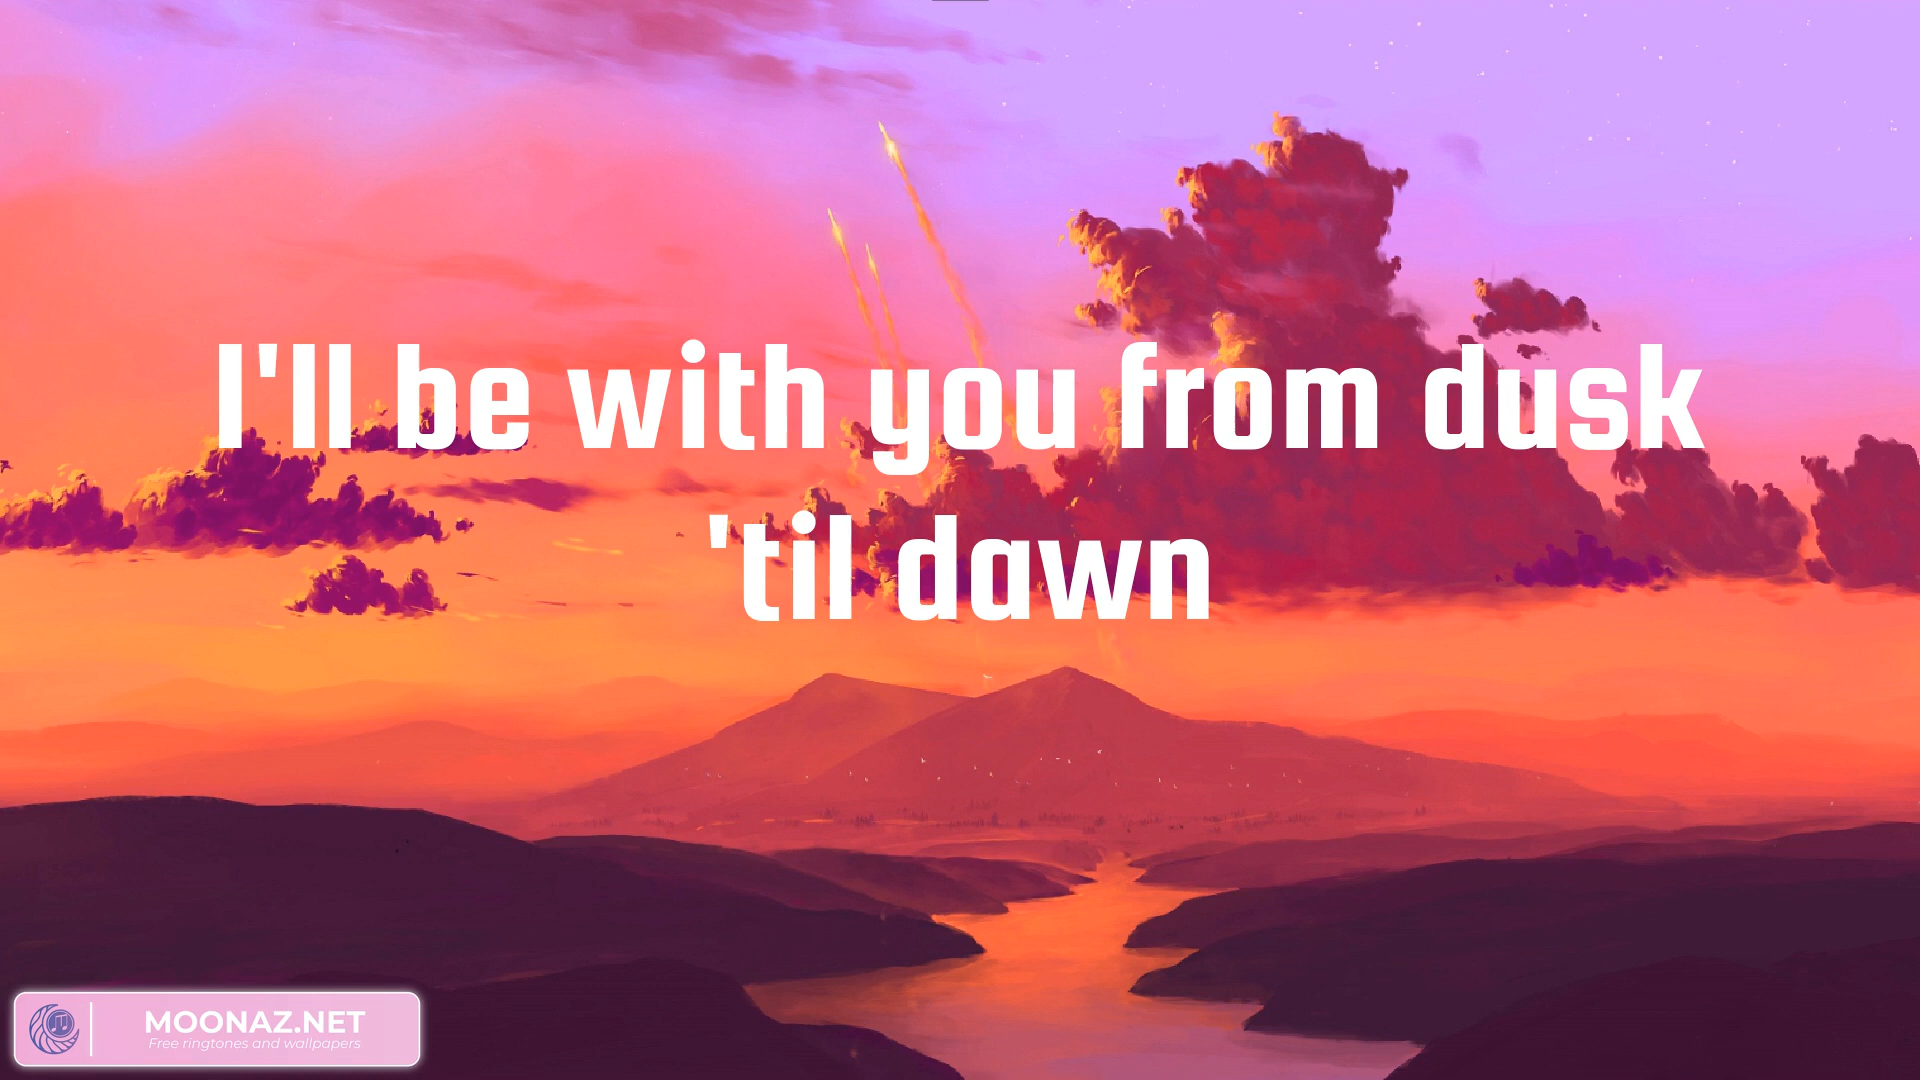 I'll be with you from dusk
'til dawn
MOONAZ.NET
Free ringtones and wallpapers